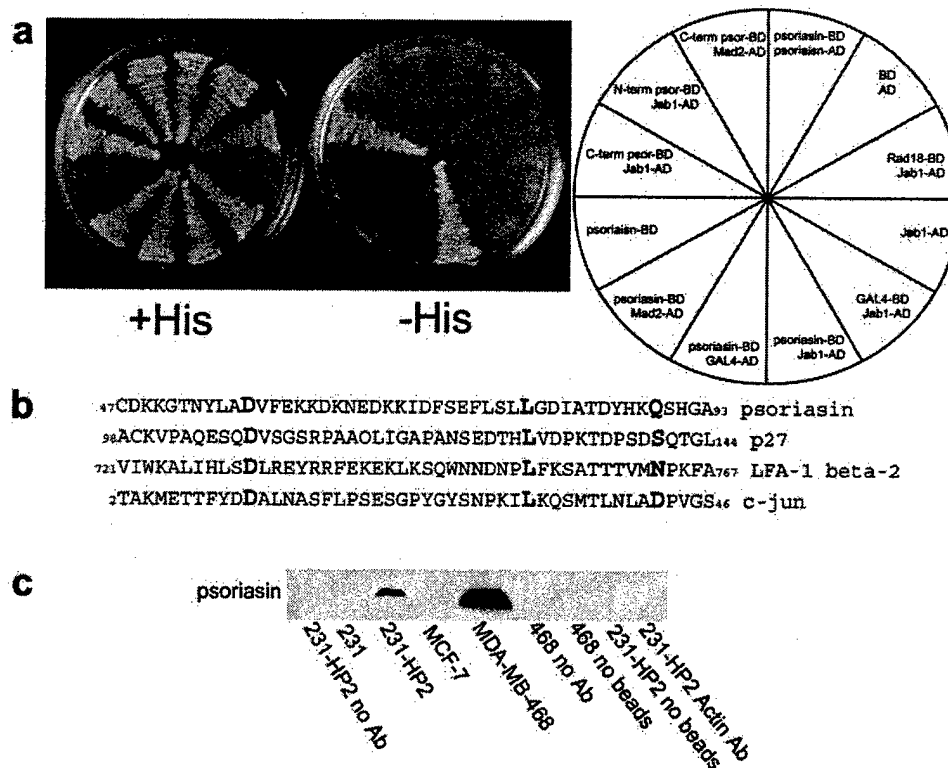 a
C-term psor-BD
Mad2-AD
psoriasin-BD
psoriaisn-AD
BD
AD
Rad18-BD
Jab1-AD
Jab1-AD
GAL4-BD
Jab1-AD
psoriasin-BD
Jab1-AD
psoriasin-BD
GAL4-AD
psoriasin-BD
Mad2-AD
psoriaisn-BD
C-term psor-BD
Jab1-AD
N-term psor-BD
Jab1-AD
+His
-His
b
47CDKKGTNYLADVFEKKDKNEDKKIDFSEFLSLLGDIATDYHKQSHGA93 psoriasin
98ACKVPAQESQDVSGSRPAAOLIGAPANSEDTHLVDPKTDPSDSQTGL144 p27
721VIWKALIHLSDLREYRRFEKEKLKSQWNNDNPLFKSATTTVMNPKFA767 LFA-1 beta-2
2TAKMETTFYDDALNASFLPSESGPYGYSNPKILKQSMTLNLADPVGS46 c-jun
c
psoriasin
231-HP2 no Ab
231
231-HP2
MCF-7
MDA-MB-468
468 no Ab
468 no beads
231-HP2 no beads
231-HP2 Actin Ab